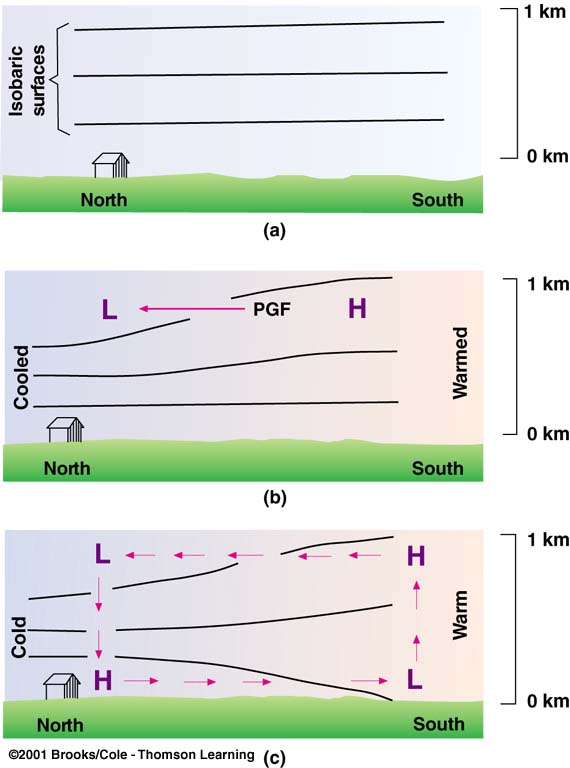 1 km
Isobaric
surfaces
0 km
North
South
(a)
1 km
L
PGF
H
Cooled
Warmed
0 km
North
South
(b)
1 km
L
H
Cold
Warm
H
L
0 km
North
South
©2001 Brooks/Cole - Thomson Learning
(c)